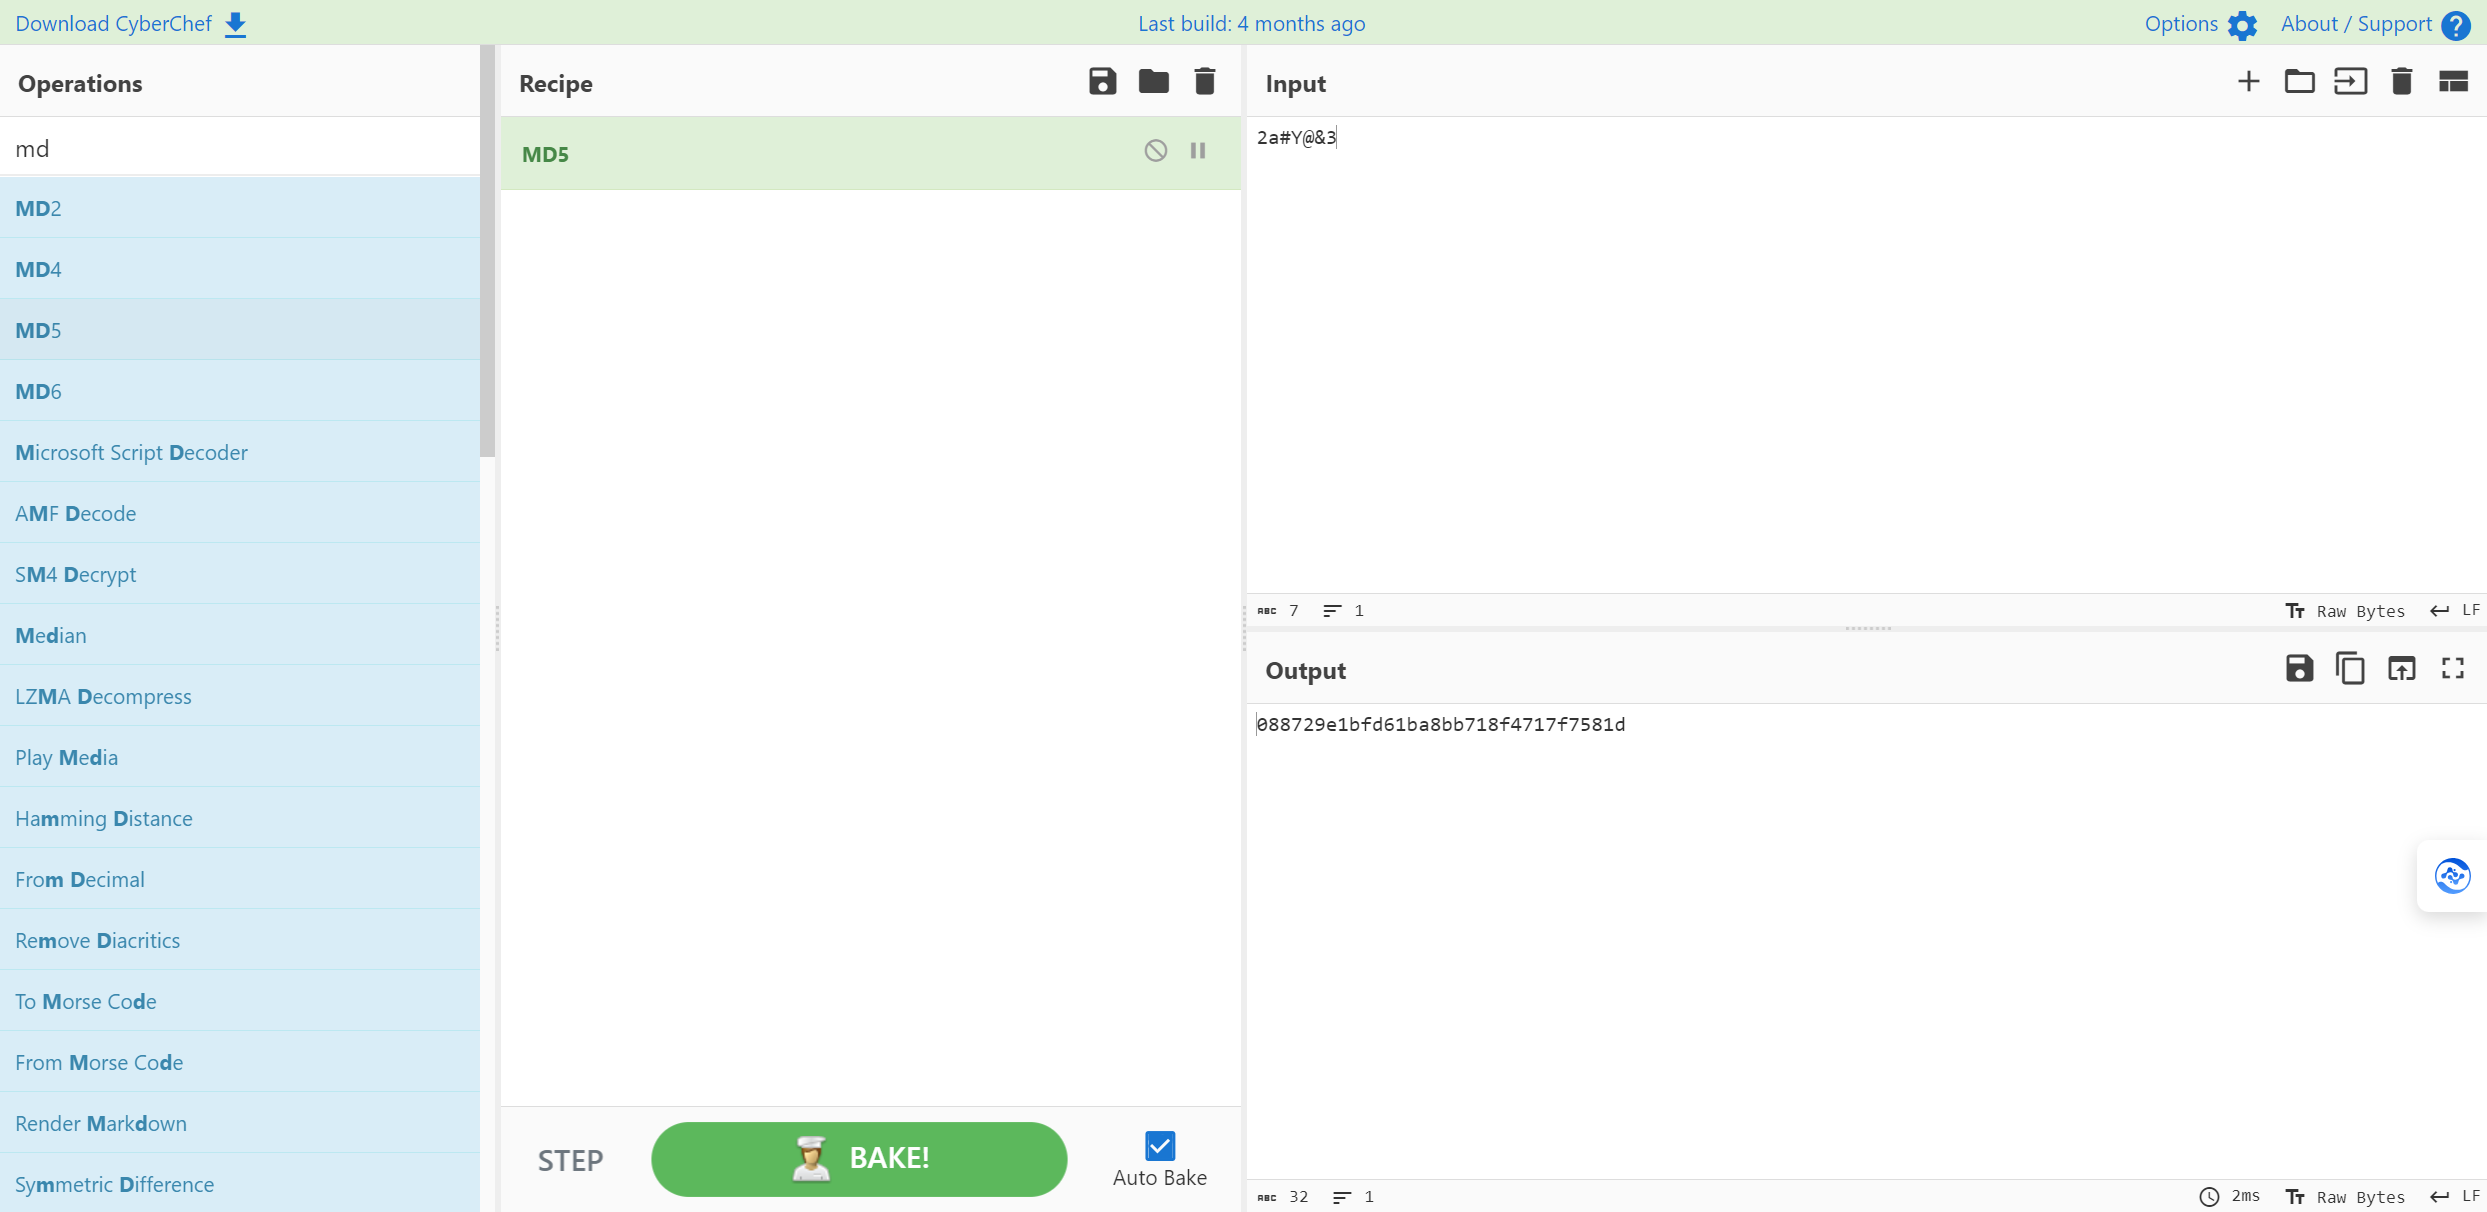 Download CyberChef
Last build: 4 months ago
Options
About / Support
Operations
md
MD2
MD4
MD5
MD6
Microsoft Script Decoder
AMF Decode
SM4 Decrypt
Median
LZMA Decompress
Play Media
Hamming Distance
From Decimal
Remove Diacritics
To Morse Code
From Morse Code
Render Markdown
Symmetric Difference
Recipe
MD5
STEP
BAKE!
Auto Bake
Input
2a#Y@&3
ABC 7 1
Tт Raw Bytes LF
Output
088729e1bfd61ba8bb718f4717f7581d
ABC 32 1
2ms Tт Raw Bytes LF